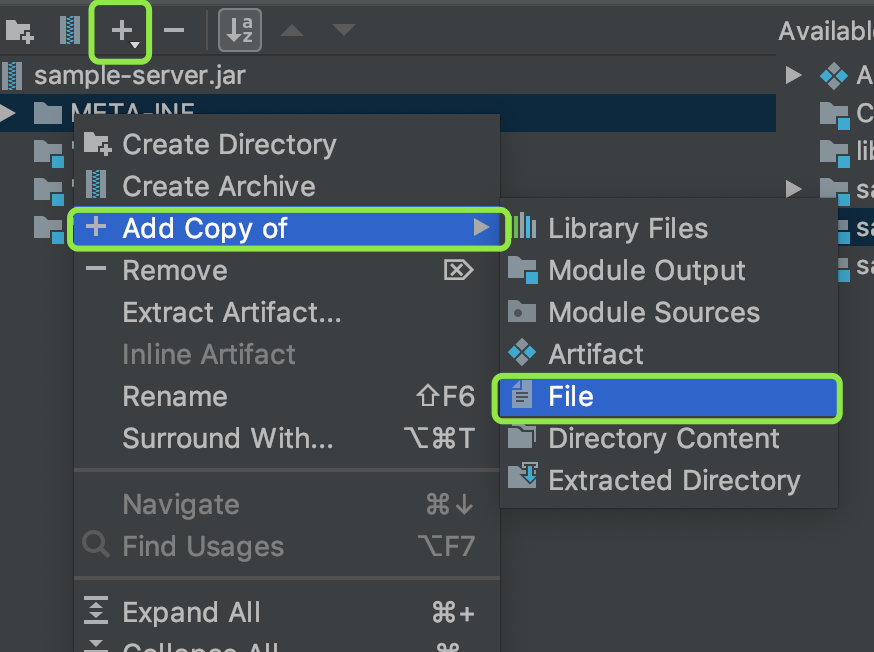 Availabl
sample-server.jar
META-INF
Create Directory
Create Archive
Add Copy of
Remove
Extract Artifact...
Inline Artifact
Rename ⇧F6
Surround With... ⌥⌘T
Navigate ⌘↓
Find Usages ⌥F7
Expand All ⌘+
Collapse All ⌘
Library Files
Module Output
Module Sources
Artifact
File
Directory Content
Extracted Directory
A
C
lib
sa
sa
sa